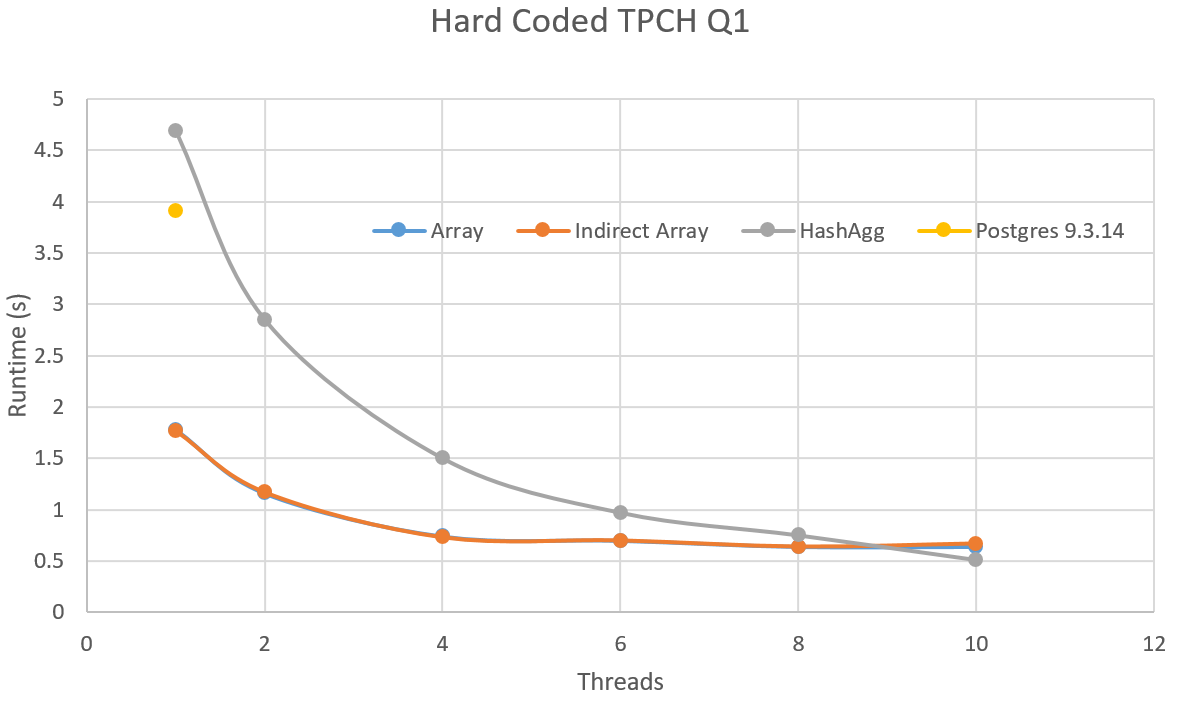 Hard Coded TPCH Q1
5
4.5
4
3.5
3
2.5
2
1.5
1
0.5
0
Runtime (s)
Array Indirect Array HashAgg Postgres 9.3.14
0 2 4 6 8 10 12
Threads